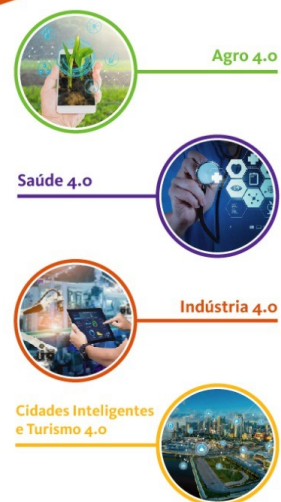 Agro 4.0
Saúde 4.0
Indústria 4.0
Cidades Inteligentes
e Turismo 4.0